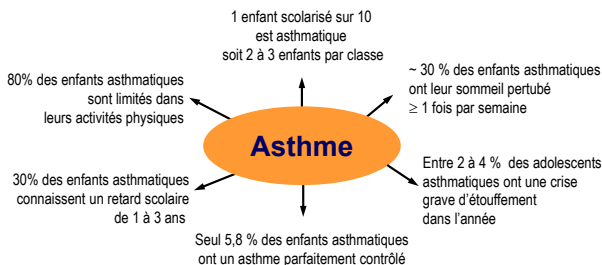 1 enfant scolarisé sur 10
est asthmatique
soit 2 à 3 enfants par classe
80% des enfants asthmatiques
sont limités dans
leurs activités physiques
~ 30 % des enfants asthmatiques
ont leur sommeil pertubé
≥ 1 fois par semaine
Asthme
30% des enfants asthmatiques
connaissent un retard scolaire
de 1 à 3 ans
Entre 2 à 4 % des adolescents
asthmatiques ont une crise
grave d'étouffement
dans l'année
Seul 5,8 % des enfants asthmatiques
ont un asthme parfaitement contrôlé